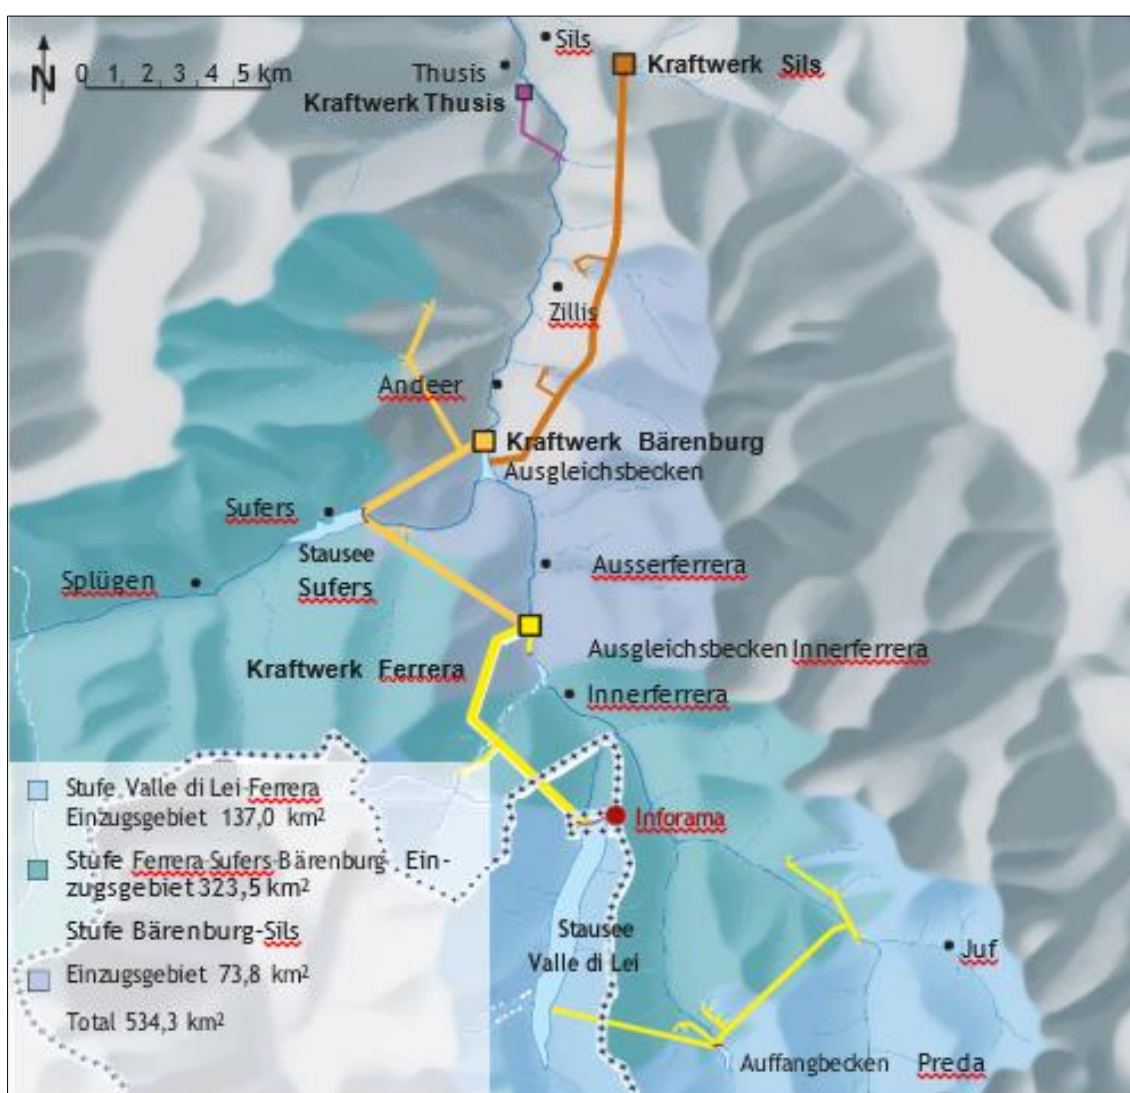 Sils
N
0 1 2 3 4 5 km
Thusis
Kraftwerk Sils
Kraftwerk Thusis
Zillis
Andeer
Kraftwerk Bärenburg
Ausgleichsbecken
Sufers
Stausee
Sufers
Splügen
Ausserferrera
Ausgleichsbecken Innerferrera
Kraftwerk Ferrera
Innerferrera
Stufe Valle di Lei-Ferrera
Einzugsgebiet 137,0 km²
Stufe Ferrera-Sufers-Bärenburg Ein-
zugsgebiet 323,5 km²
Stufe Bärenburg-Sils
Einzugsgebiet 73,8 km²
Total 534,3 km²
Inforama
Stausee
Valle di Lei
Juf
Auffangbecken Preda